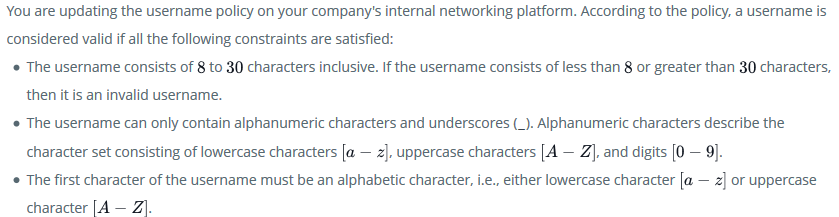 You are updating the username policy on your company's internal networking platform. According to the policy, a username is
considered valid if all the following constraints are satisfied:
• The username consists of 8 to 30 characters inclusive. If the username consists of less than 8 or greater than 30 characters,
then it is an invalid username.
• The username can only contain alphanumeric characters and underscores (_). Alphanumeric characters describe the
character set consisting of lowercase characters [a − z], uppercase characters [A − Z], and digits [0 − 9].
• The first character of the username must be an alphabetic character, i.e., either lowercase character [a − z] or uppercase
character [A − Z].